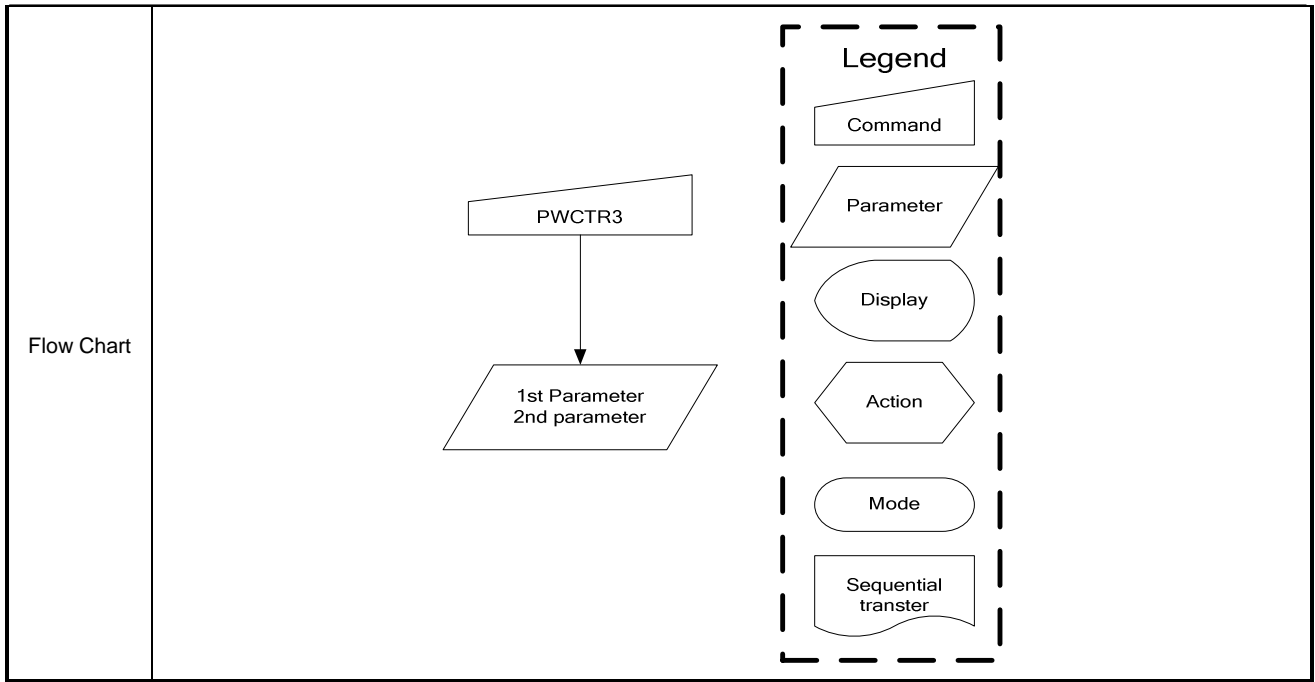 Flow Chart
PWCTR3
1st Parameter
2nd parameter
Legend
Command
Parameter
Display
Action
Mode
Sequential
transter